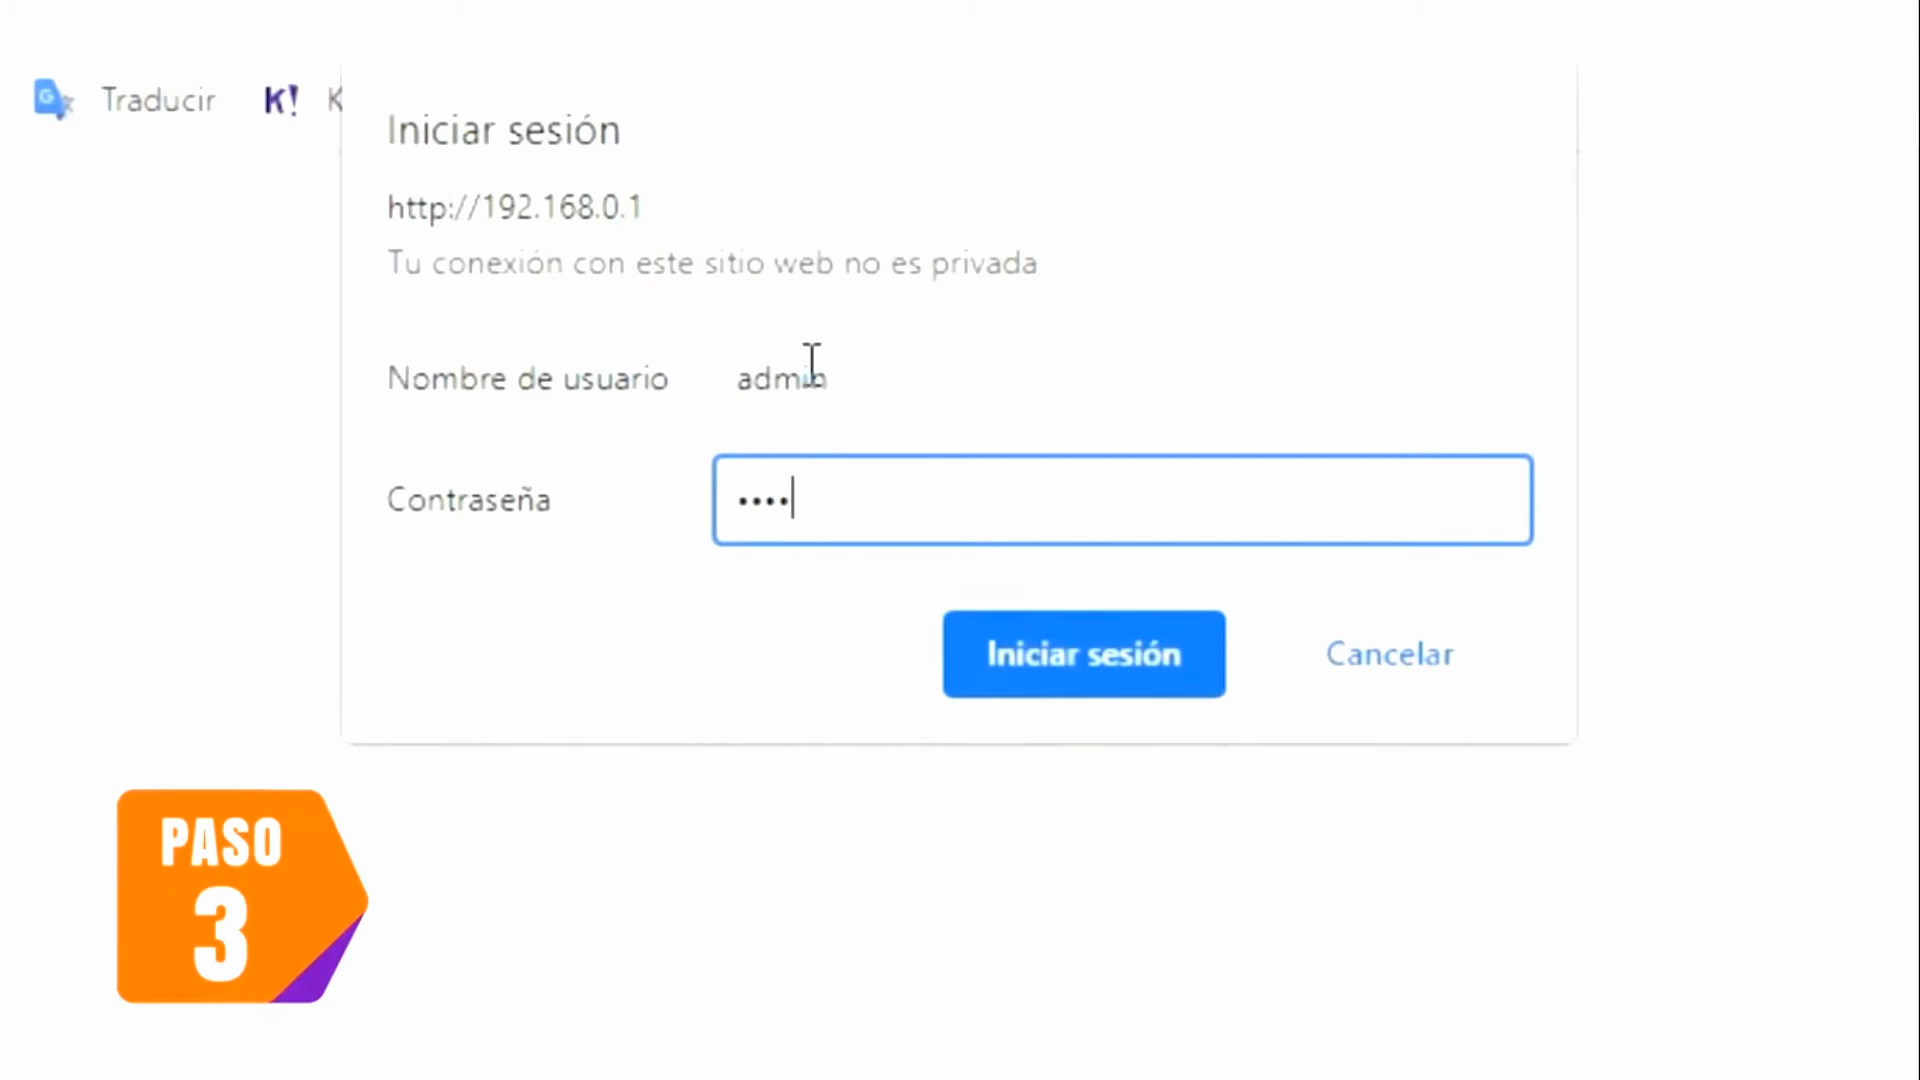 Traducir K! K
Iniciar sesión
http://192.168.0.1
Tu conexión con este sitio web no es privada
Nombre de usuario admin
Contraseña ••••
Iniciar sesión Cancelar
PASO
3